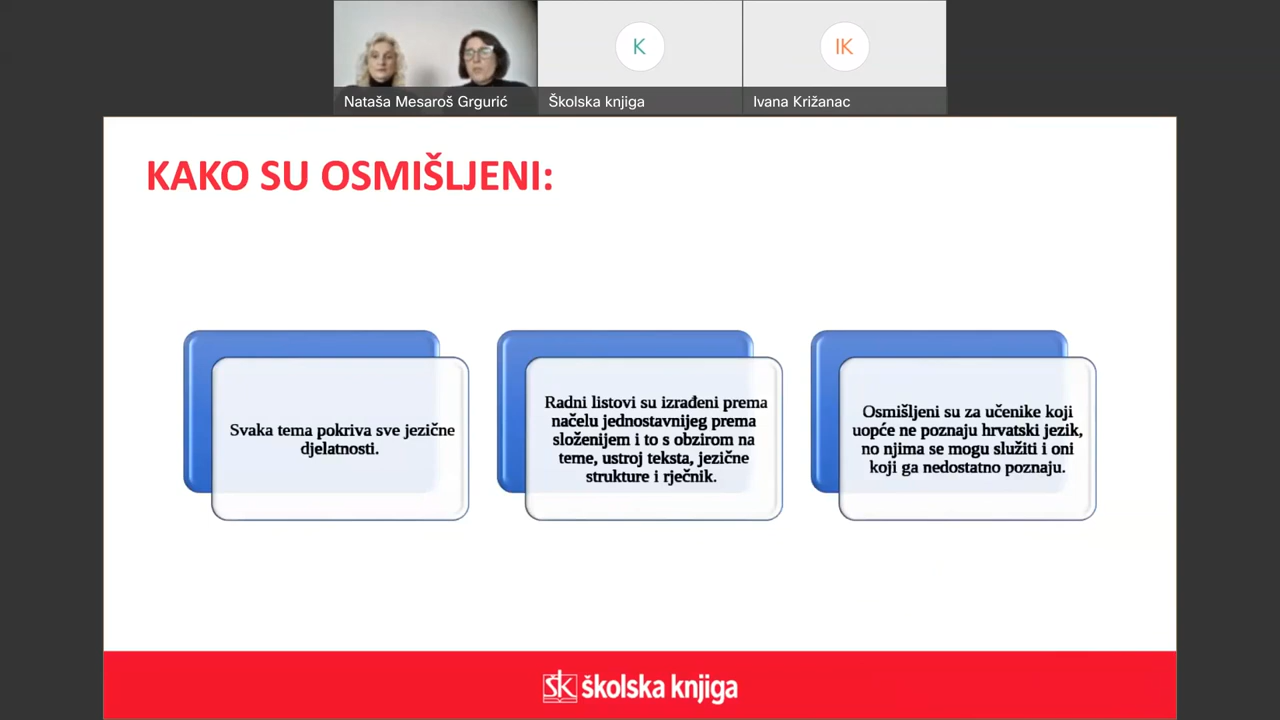 K
IK
Nataša Mesaroš Grgurić
Školska knjiga
Ivana Križanac
KAKO SU OSMIŠLJENI:
Svaka tema pokriva sve jezične
djelatnosti.
Radni listovi su izrađeni prema
načelu jednostavnijeg prema
složenijem i to s obzirom na
teme, ustroj teksta, jezične
strukture i rječnik.
Osmišljeni su za učenike koji
uopće ne poznaju hrvatski jezik,
no njima se mogu služiti i oni
koji ga nedostatno poznaju.
šk školska knjiga